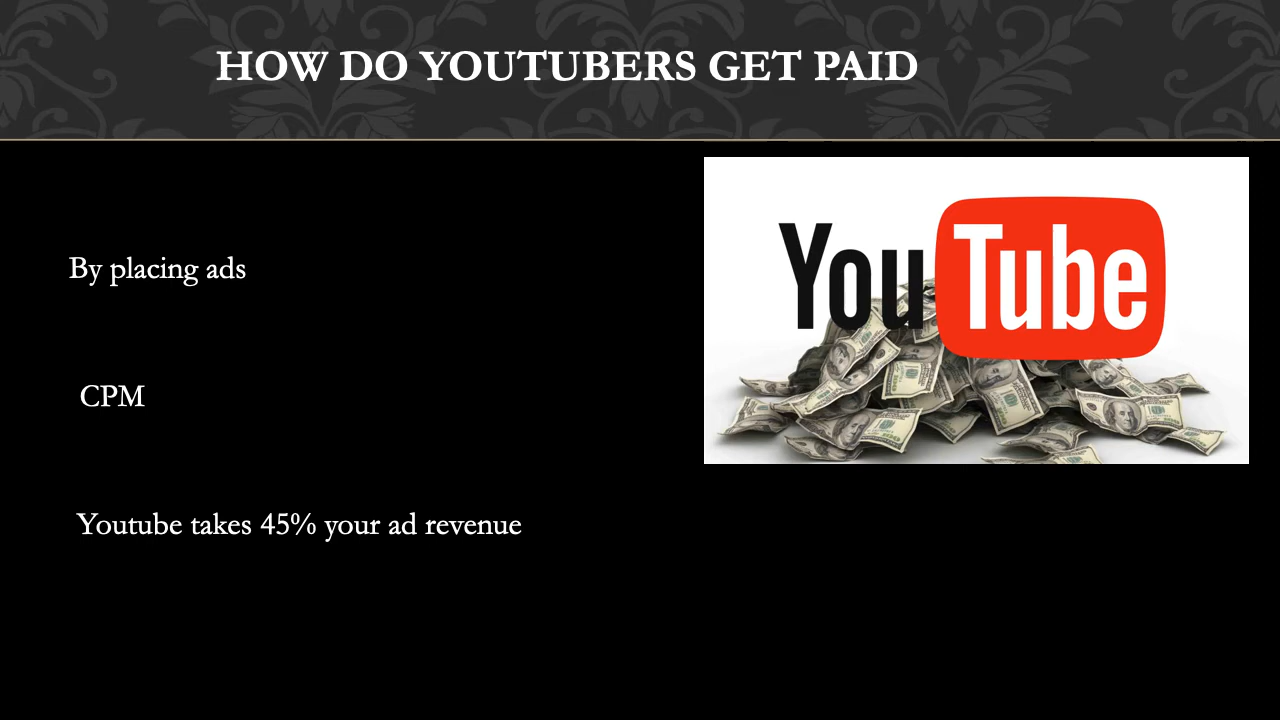 HOW DO YOUTUBERS GET PAID
By placing ads
YouTube
CPM
Youtube takes 45% your ad revenue